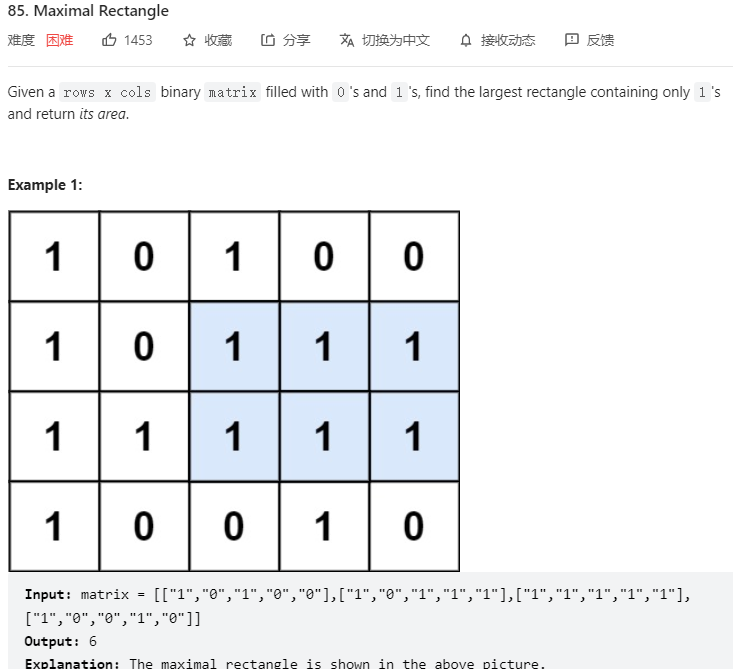 85. Maximal Rectangle
难度 困难 1453 收藏 分享 切换为中文 接收动态 反馈
Given a rows x cols binary matrix filled with 0 's and 1 's, find the largest rectangle containing only 1 's
and return its area.
Example 1:
1 0 1 0 0
1 0 1 1 1
1 1 1 1 1
1 0 0 1 0
Input: matrix = [["1","0","1","0","0"],["1","0","1","1","1"],["1","1","1","1","1"],
["1","0","0","1","0"]]
Output: 6
Explanation: The maximal rectangle is shown in the above picture.